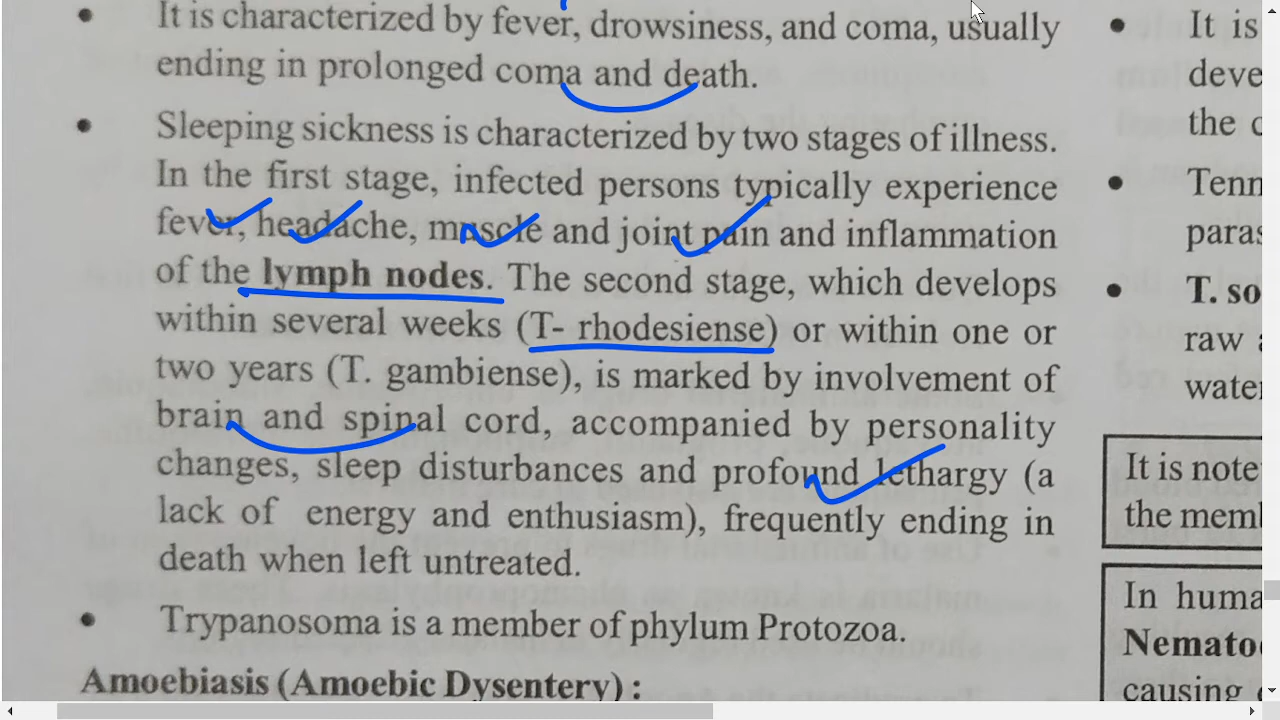 It is characterized by fever, drowsiness, and coma, usually
ending in prolonged coma and death.
Sleeping sickness is characterized by two stages of illness.
In the first stage, infected persons typically experience
fever, headache, muscle and joint pain and inflammation
of the lymph nodes. The second stage, which develops
within several weeks (T- rhodesiense) or within one or
two years (T. gambiense), is marked by involvement of
brain and spinal cord, accompanied by personality
changes, sleep disturbances and profound lethargy (a
lack of energy and enthusiasm), frequently ending in
death when left untreated.
Trypanosoma is a member of phylum Protozoa.
Amoebiasis (Amoebic Dysentery) :
It is
deve
the
Tenn
paras
T. so
raw
wate
It is note
the mem
In huma
Nemato
causing